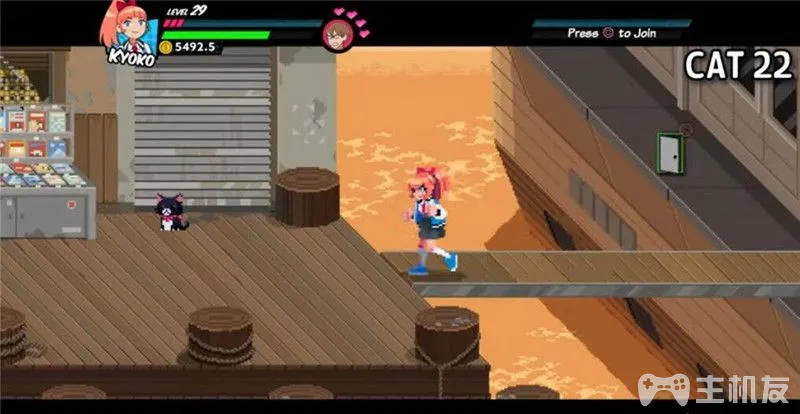 LEVEL 29
5492.5
KYOKO
Press to Join
CAT 22
主机友